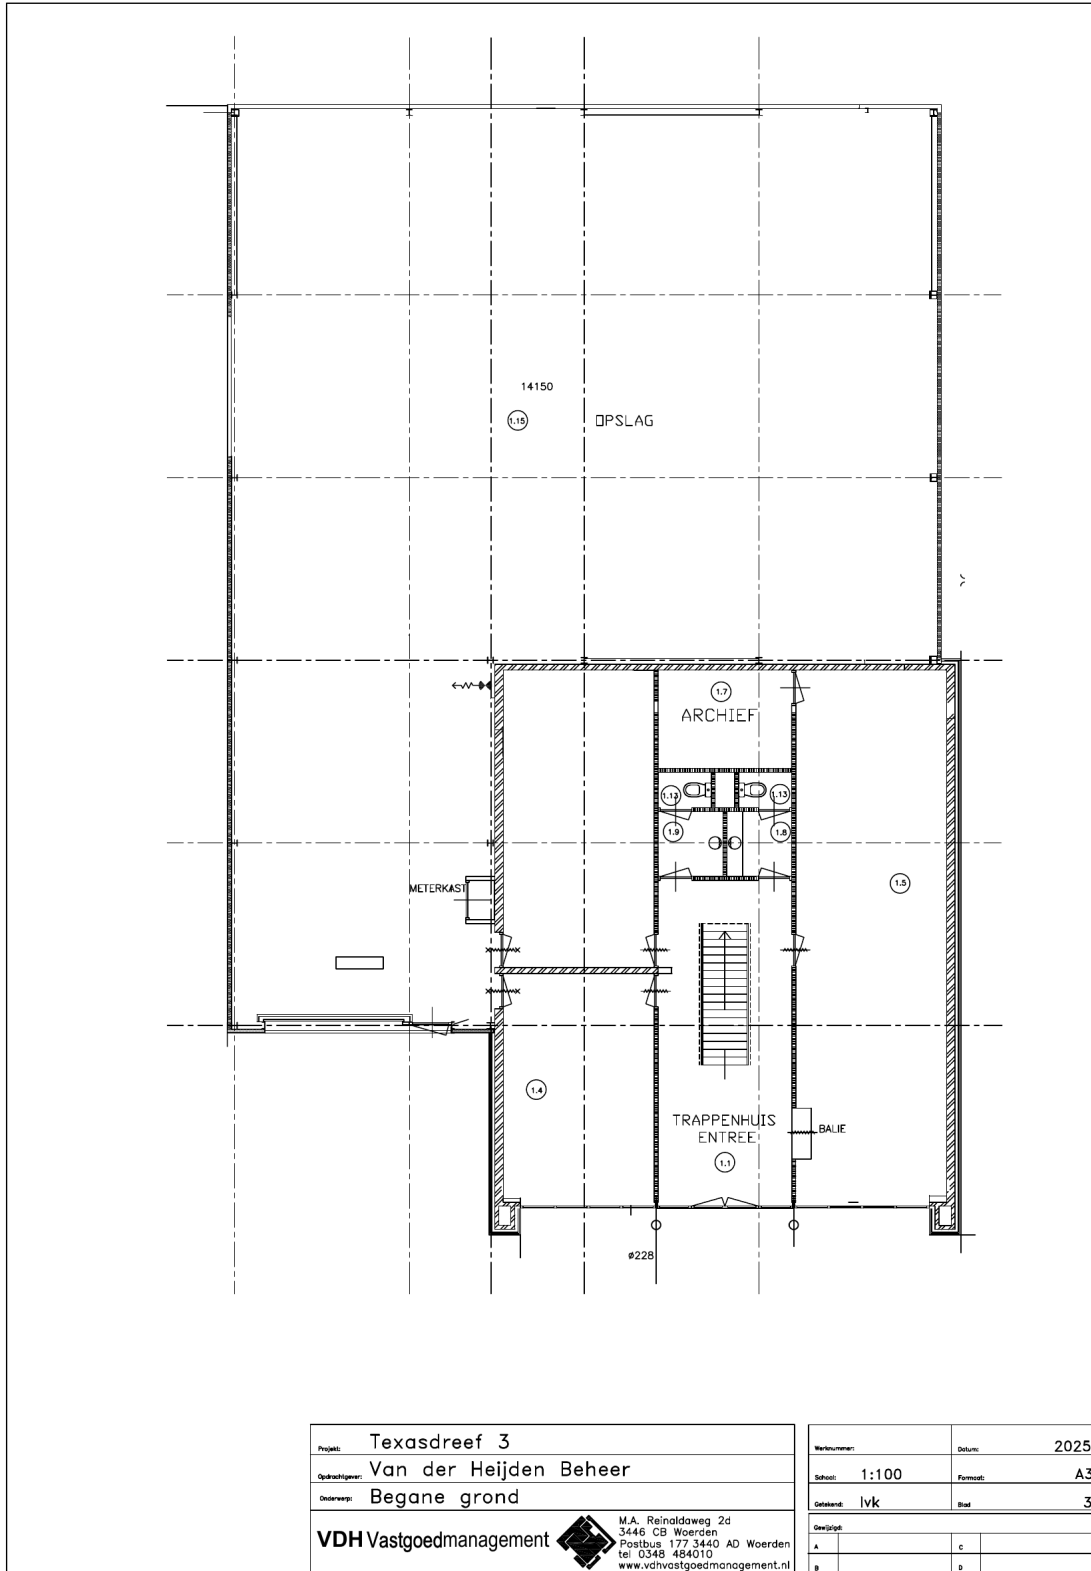 14150
1.15
OPSLAG
1.7
ARCHIEF
1.13
1.13
1.9
1.8
1.5
METERKAST
1.4
TRAPPENHUIS
ENTREE
BALIE
1.1
ø228
Projekt: Texasdreef 3
Opdrachtgever: Van der Heijden Beheer
Onderwerp: Begane grond
VDH Vastgoedmanagement
M.A. Reinaldaweg 2d
3446 CB Woerden
Postbus 177 3440 AD Woerden
tel 0348 484010
www.vdhvastgoedmanagement.nl
Werknummer: Datum: 2025
Schaal: 1:100 Formaat: A3
Getekend: lvk Blad 3
Gewijzigd:
A C
B D